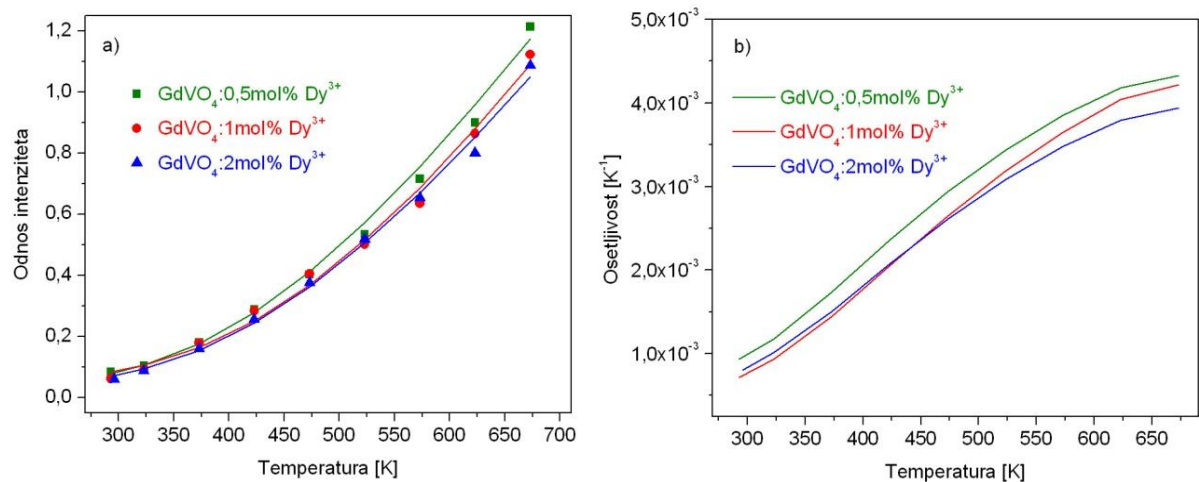 a)
GdVO₄:0,5mol% Dy³⁺
GdVO₄:1mol% Dy³⁺
GdVO₄:2mol% Dy³⁺
Odnos intenziteta
1,2
1,0
0,8
0,6
0,4
0,2
0,0
300 350 400 450 500 550 600 650 700
Temperatura [K]
b)
GdVO₄:0,5mol% Dy³⁺
GdVO₄:1mol% Dy³⁺
GdVO₄:2mol% Dy³⁺
Osetljivost [K⁻¹]
5,0x10⁻³
4,0x10⁻³
3,0x10⁻³
2,0x10⁻³
1,0x10⁻³
300 350 400 450 500 550 600 650
Temperatura [K]